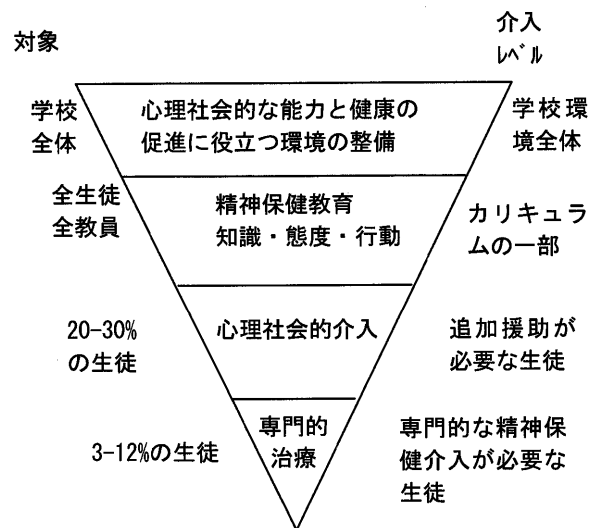 対象
介入
レベル
学校
全体
心理社会的な能力と健康の
促進に役立つ環境の整備
学校環
境全体
全生徒
全教員
精神保健教育
知識・態度・行動
カリキュラ
ムの一部
20-30%
の生徒
心理社会的介入
追加援助が
必要な生徒
3-12%の生徒
専門的
治療
専門的な精神保
健介入が必要な
生徒